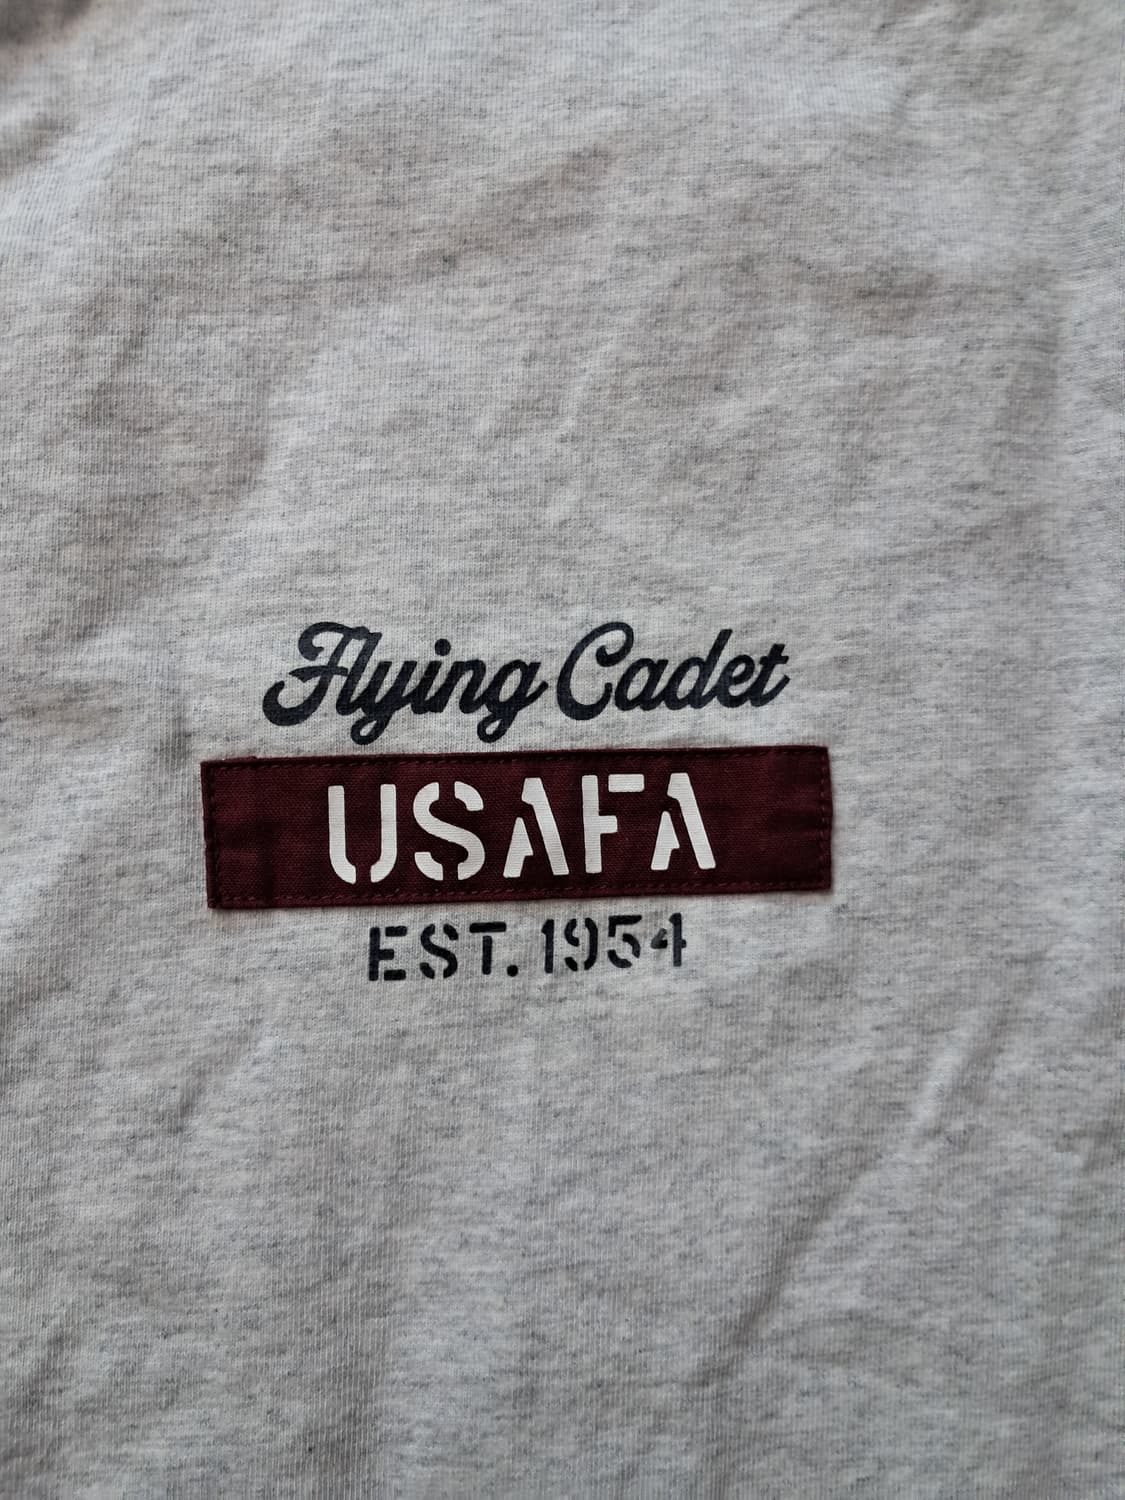 Flying Cadet
USAFA
EST. 1954